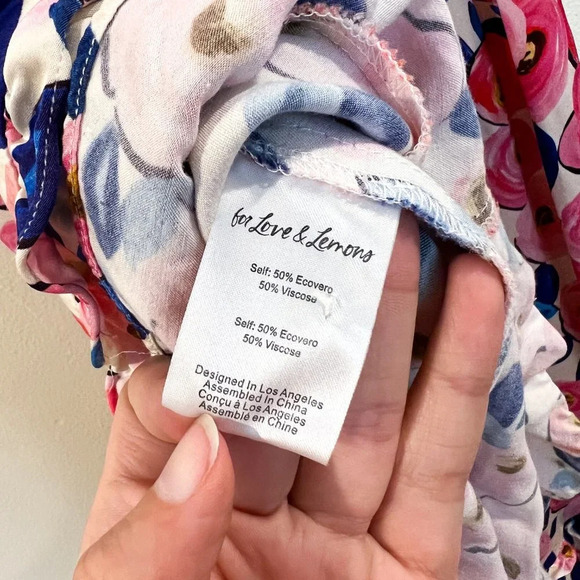 for Love & Lemons
Self: 50% Ecovero
50% Viscose
Self: 50% Ecovero
50% Viscose
Designed In Los Angeles
Assembled In China
Conçu à Los Angeles
Assemblé en Chine